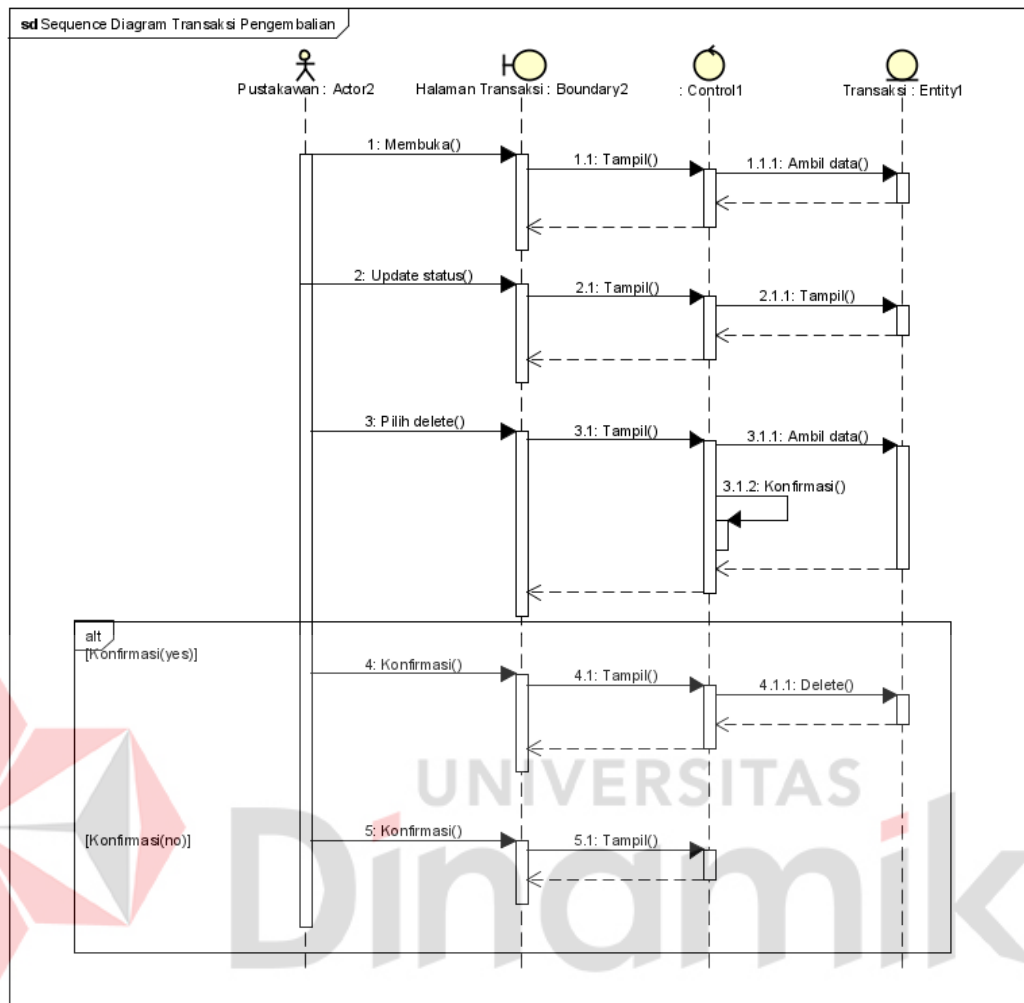 sd Sequence Diagram Transaksi Pengembalian
Pustakawan : Actor2
Halaman Transaksi : Boundary2
: Control1
Transaksi : Entity1
1: Membuka()
1.1: Tampil()
1.1.1: Ambil data()
2: Update status()
2.1: Tampil()
2.1.1: Tampil()
3: Pilih delete()
3.1: Tampil()
3.1.1: Ambil data()
3.1.2: Konfirmasi()
alt
[Konfirmasi(yes)]
4: Konfirmasi()
4.1: Tampil()
4.1.1: Delete()
UNIVERSITAS
Dinamik
[Konfirmasi(no)]
5: Konfirmasi()
5.1: Tampil()